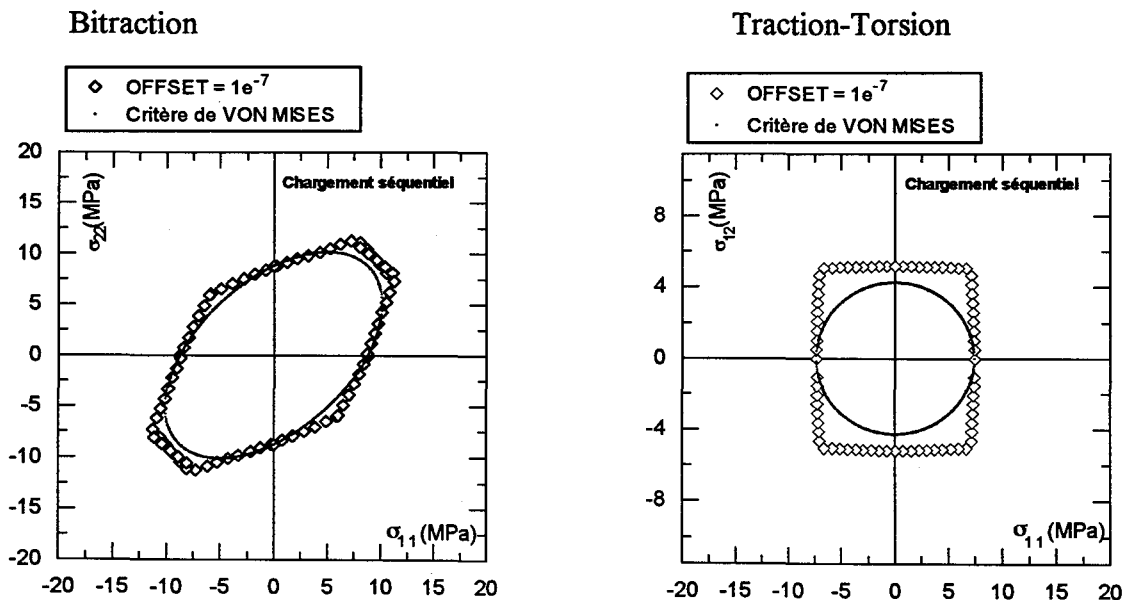 Bitraction
OFFSET = 1e⁻⁷
Critère de VON MISES
20
15
10
5
0
-5
-10
-15
-20
σ₂₂(MPa)
Chargement séquentiel
σ₁₁(MPa)
-20 -15 -10 -5 0 5 10 15 20
Traction-Torsion
OFFSET = 1e⁻⁷
Critère de VON MISES
8
4
0
-4
-8
σ₁₂(MPa)
Chargement séquentiel
σ₁₁(MPa)
-20 -15 -10 -5 0 5 10 15 20